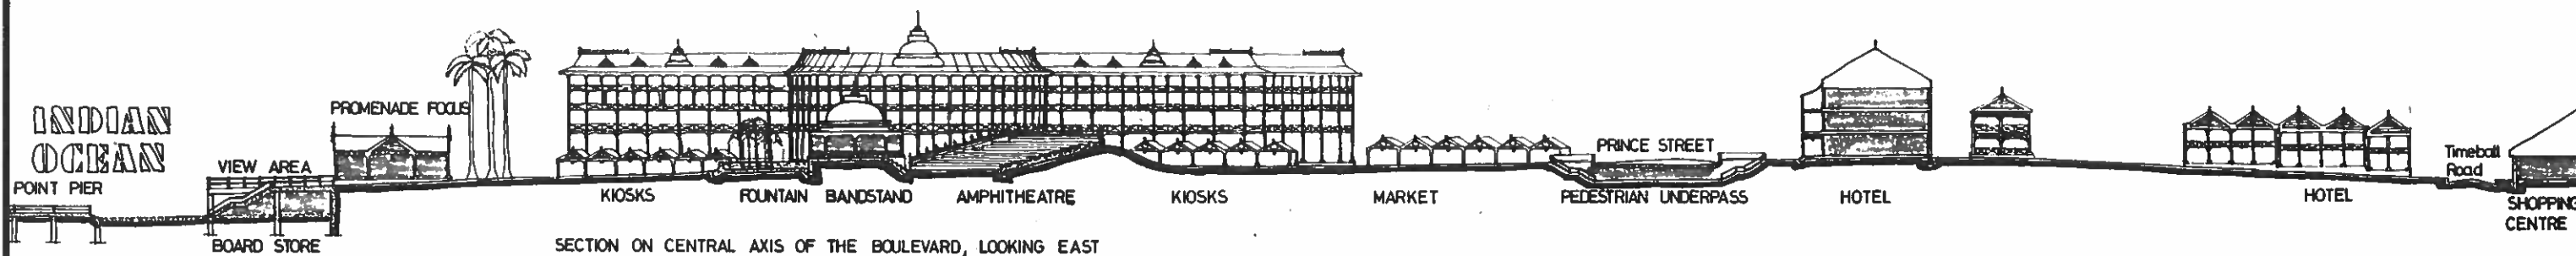 INDIAN
OCEAN
POINT PIER
VIEW AREA
BOARD STORE
PROMENADE FOCUS
KIOSKS
FOUNTAIN
BANDSTAND
AMPHITHEATRE
KIOSKS
MARKET
PRINCE STREET
PEDESTRIAN UNDERPASS
HOTEL
HOTEL
Timeball
Road
SHOPPING
CENTRE
SECTION ON CENTRAL AXIS OF THE BOULEVARD, LOOKING EAST